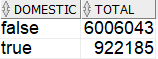 DOMESTIC TOTAL
false 6006043
true 922185